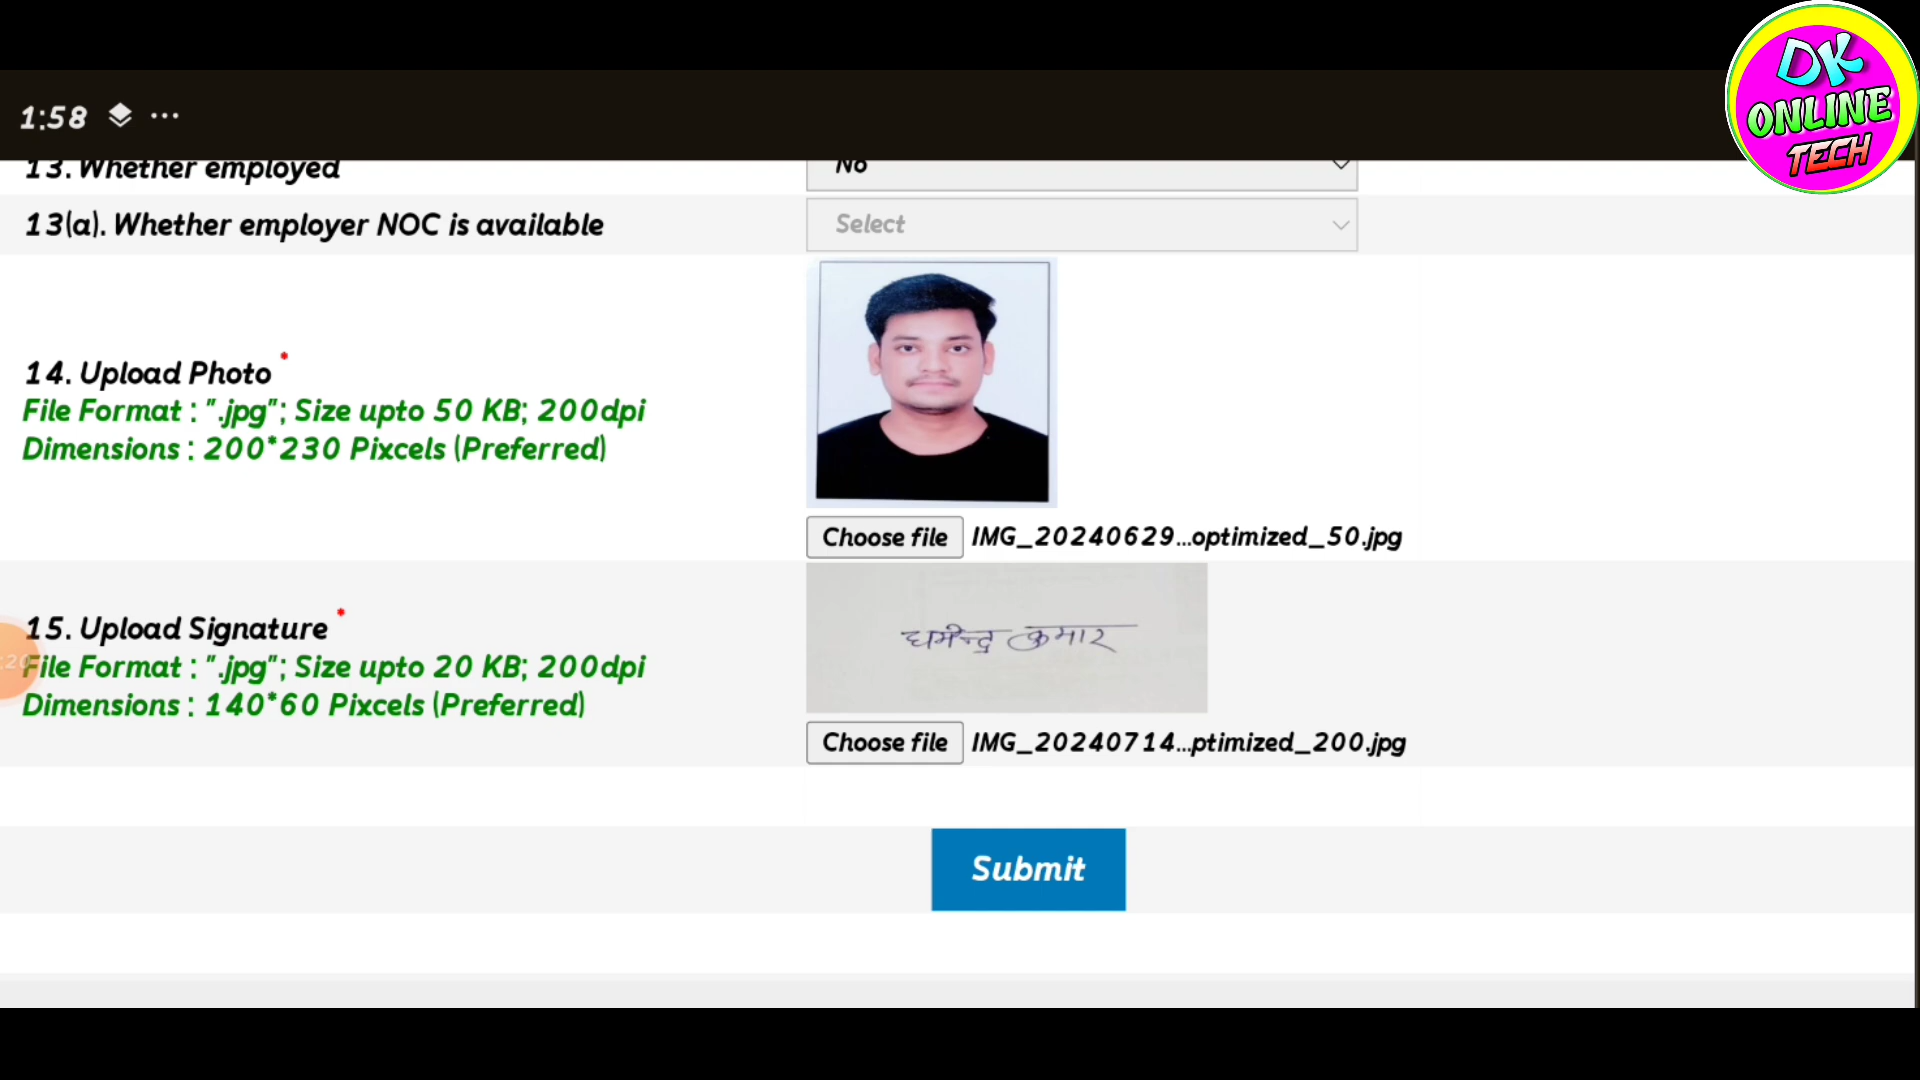 DK
ONLINE
TECH
1:58
13. Whether employed
No
13(a). Whether employer NOC is available
Select
14. Upload Photo *
File Format : ".jpg"; Size upto 50 KB; 200dpi
Dimensions : 200*230 Pixcels (Preferred)
Choose file IMG_20240629...optimized_50.jpg
15. Upload Signature *
File Format : ".jpg"; Size upto 20 KB; 200dpi
Dimensions : 140*60 Pixcels (Preferred)
धर्मेन्द्र कुमार
Choose file IMG_20240714...ptimized_200.jpg
Submit